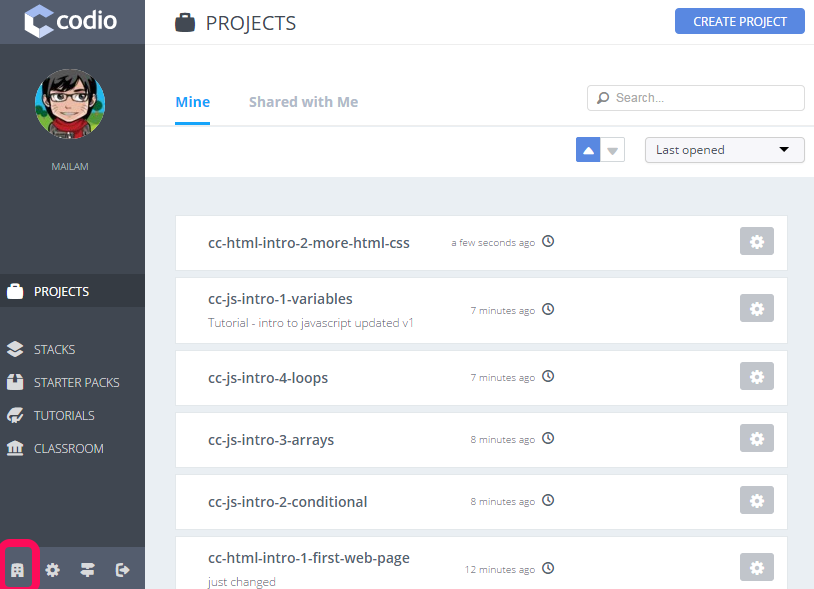 codio
PROJECTS
CREATE PROJECT
MAILAM
Mine
Shared with Me
Search...
Last opened
PROJECTS
STACKS
STARTER PACKS
TUTORIALS
CLASSROOM
cc-html-intro-2-more-html-css
a few seconds ago
cc-js-intro-1-variables
Tutorial - intro to javascript updated v1
7 minutes ago
cc-js-intro-4-loops
7 minutes ago
cc-js-intro-3-arrays
8 minutes ago
cc-js-intro-2-conditional
8 minutes ago
cc-html-intro-1-first-web-page
just changed
12 minutes ago